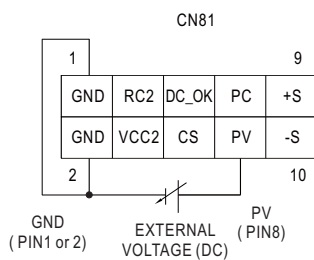 CN81
1 9
GND RC2 DC_OK PC +S
GND VCC2 CS PV -S
2 10
GND
( PIN1 or 2)
EXTERNAL
VOLTAGE (DC)
PV
( PIN8)